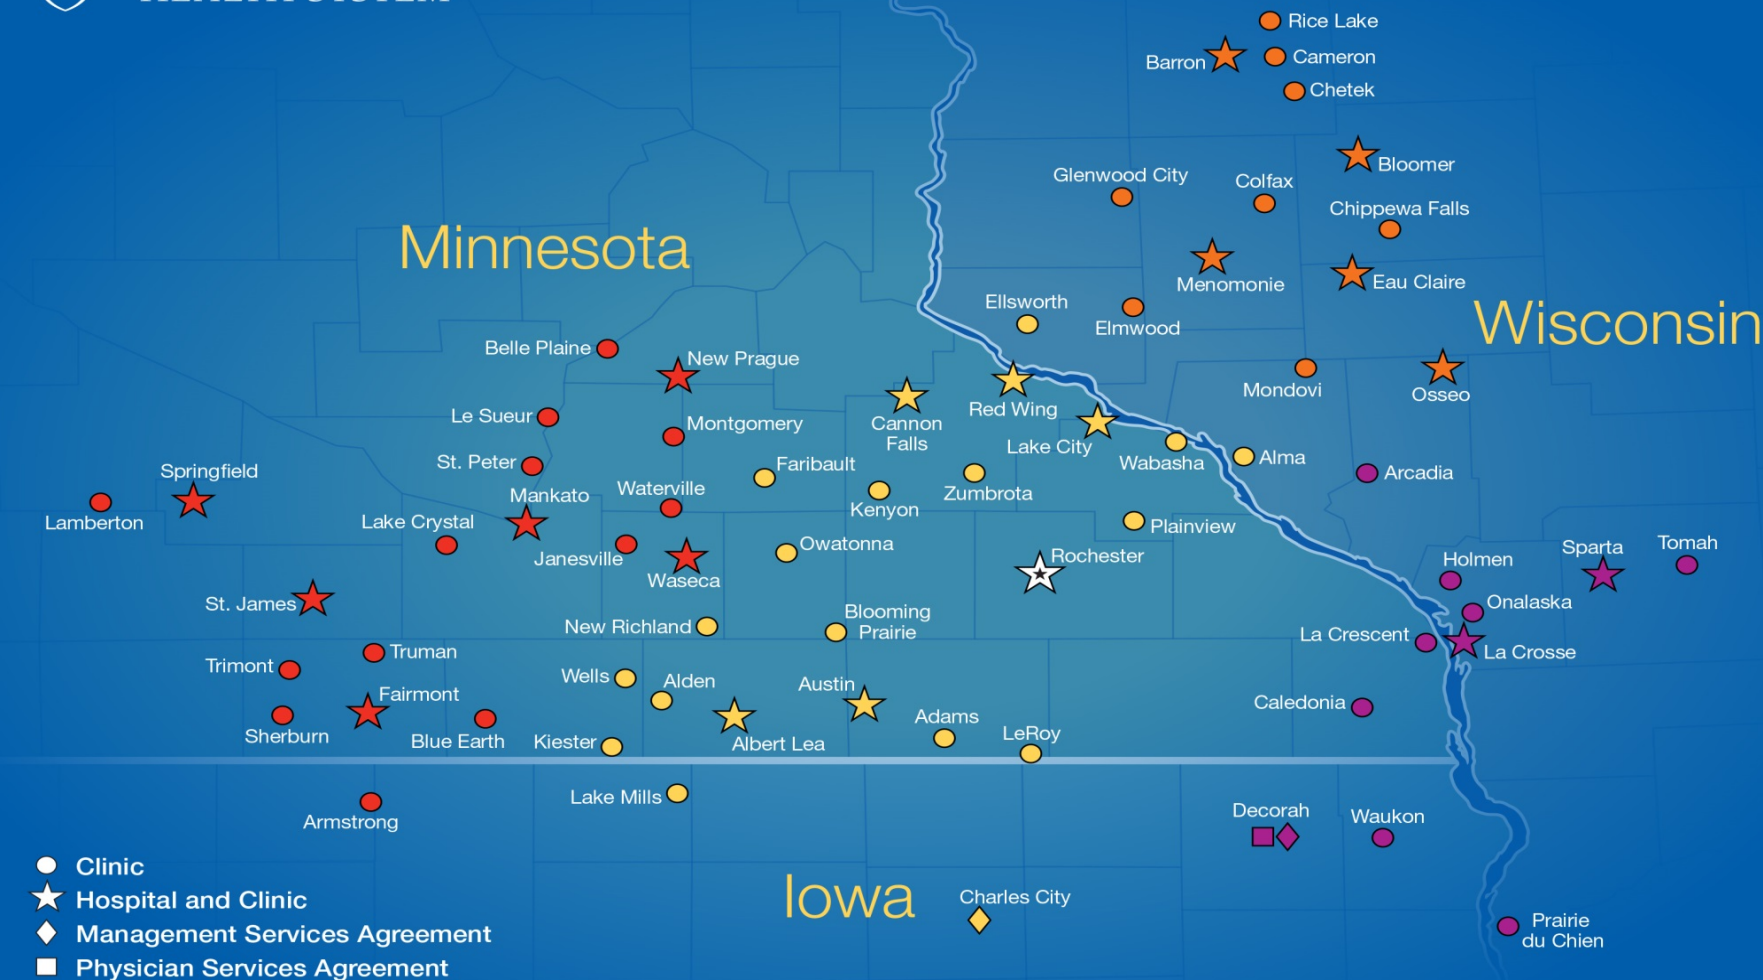 HEALTH SYSTEM
Rice Lake
Barron
Cameron
Chetek
Bloomer
Glenwood City
Colfax
Chippewa Falls
Minnesota
Menomonie
Eau Claire
Ellsworth
Elmwood
Wisconsin
Belle Plaine
New Prague
Mondovi
Osseo
Le Sueur
Montgomery
Cannon
Falls
Red Wing
Lake City
St. Peter
Faribault
Wabasha
Alma
Springfield
Arcadia
Lamberton
Mankato
Waterville
Kenyon
Zumbrota
Lake Crystal
Plainview
Janesville
Owatonna
Waseca
Rochester
Holmen
Sparta
Tomah
St. James
New Richland
Blooming
Prairie
Onalaska
La Crescent
La Crosse
Trimont
Truman
Wells
Alden
Austin
Fairmont
Caledonia
Sherburn
Blue Earth
Kiester
Albert Lea
Adams
LeRoy
Lake Mills
Armstrong
Decorah
Waukon
Iowa
Charles City
Prairie
du Chien
Clinic
Hospital and Clinic
Management Services Agreement
Physician Services Agreement